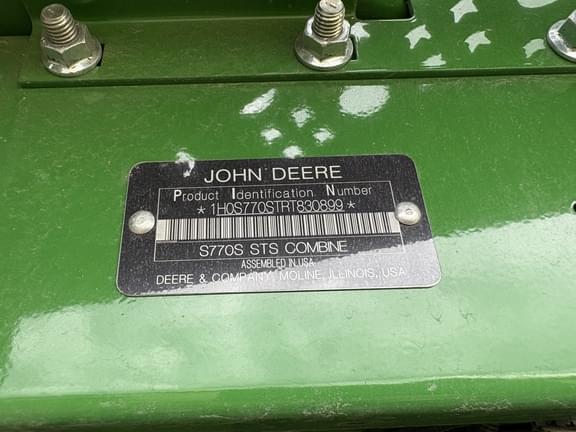 JOHN DEERE
Product Identification Number
*1H0S770STRT830899*
S770S STS COMBINE
ASSEMBLED IN USA
DEERE & COMPANY, MOLINE, ILLINOIS, USA